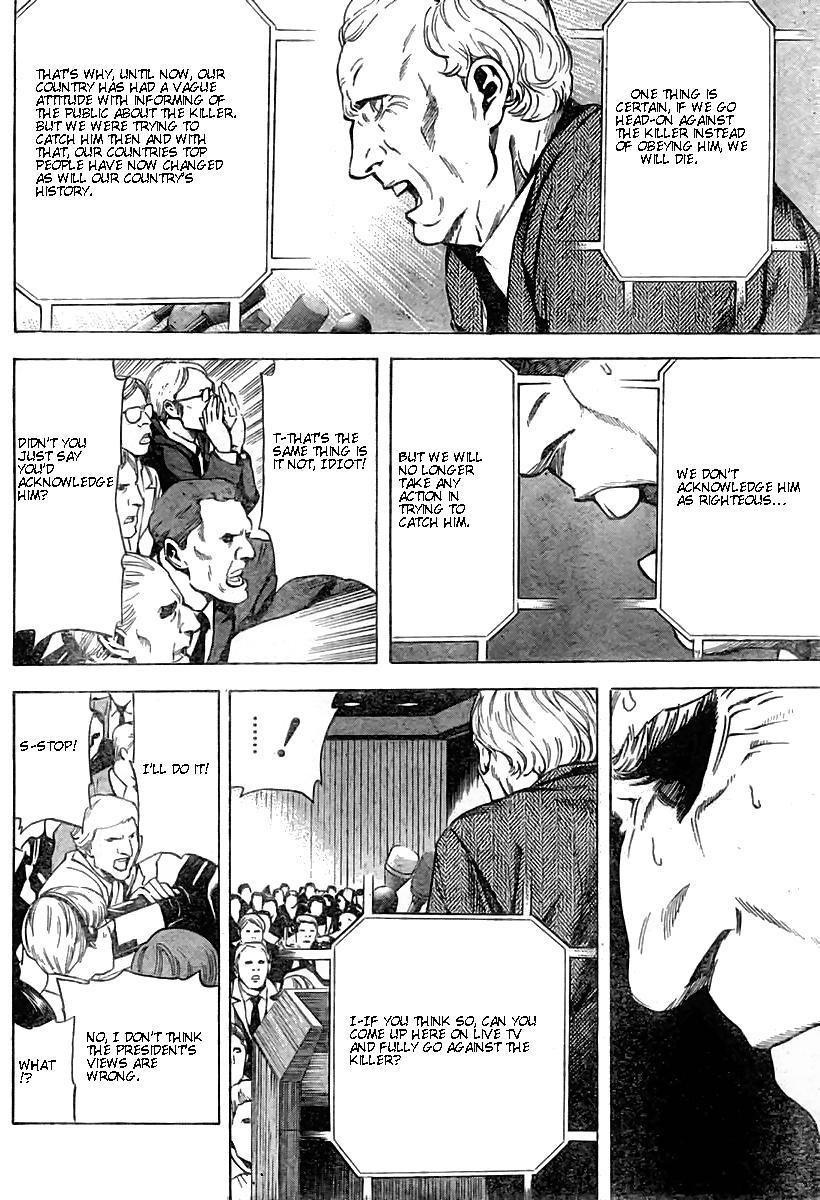 ONE THING IS
CERTAIN, IF WE GO
HEAD-ON AGAINST
THE KILLER INSTEAD
OF OBEYING HIM, WE
WILL DIE.
THAT'S WHY, UNTIL NOW, OUR
COUNTRY HAS HAD A VAGUE
ATTITUDE WITH INFORMING OF
THE PUBLIC ABOUT THE KILLER.
BUT WE WERE TRYING TO
CATCH HIM THEN AND WITH
THAT, OUR COUNTRIES TOP
PEOPLE HAVE NOW CHANGED
AS WILL OUR COUNTRY'S
HISTORY.
WE DON'T
ACKNOWLEDGE HIM
AS RIGHTEOUS...
BUT WE WILL
NO LONGER
TAKE ANY
ACTION IN
TRYING TO
CATCH HIM.
T-THAT'S THE
SAME THING IS
IT NOT, IDIOT!
DIDN'T YOU
JUST SAY
YOU'D
ACKNOWLEDGE
HIM?
I-IF YOU THINK SO, CAN YOU
COME UP HERE ON LIVE TV
AND FULLY GO AGAINST THE
KILLER?
!
......
I'LL DO IT!
S-STOP!
NO, I DON'T THINK
THE PRESIDENT'S
VIEWS ARE
WRONG.
WHAT
!?